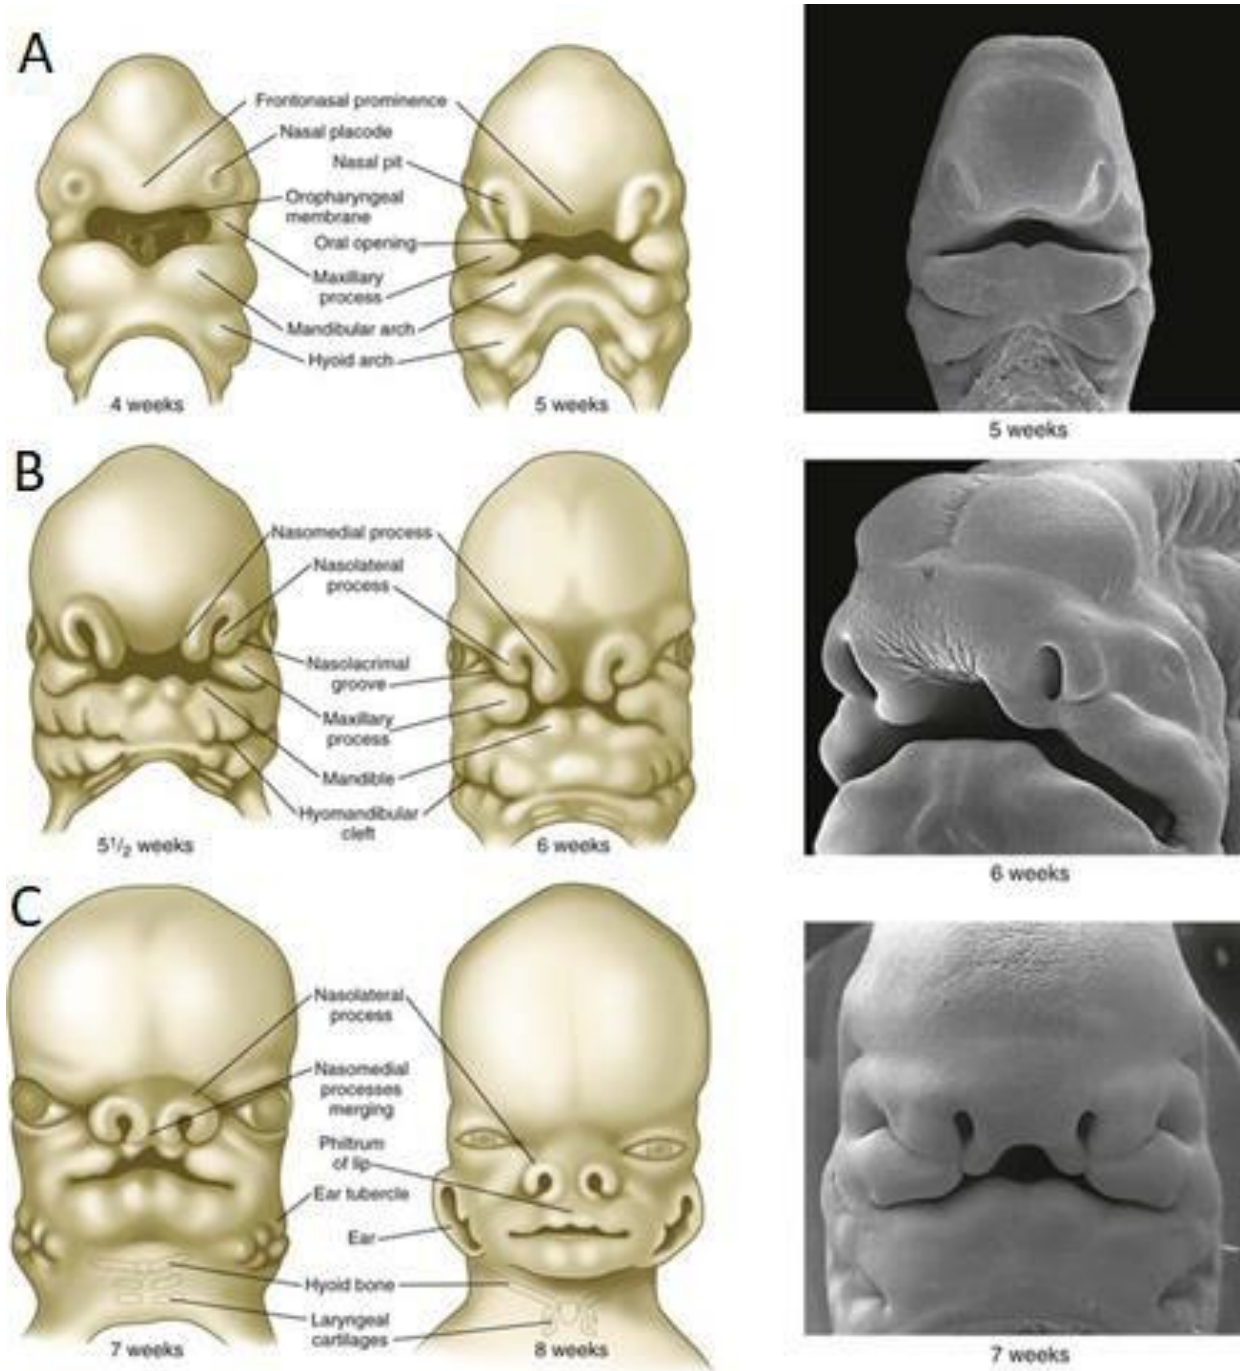 A
Frontonasal prominence
Nasal placode
Nasal pit
Oropharyngeal
membrane
Oral opening
Maxillary
process
Mandibular arch
Hyoid arch
4 weeks
5 weeks
5 weeks
B
Nasomedial process
Nasolateral
process
Nasolacrimal
groove
Maxillary
process
Mandible
Hyomandibular
cleft
5 1/2 weeks
6 weeks
6 weeks
C
Nasolateral
process
Nasomedial
processes
merging
Philtrum
of lip
Ear tubercle
Ear
Hyoid bone
Laryngeal
cartilages
7 weeks
8 weeks
7 weeks